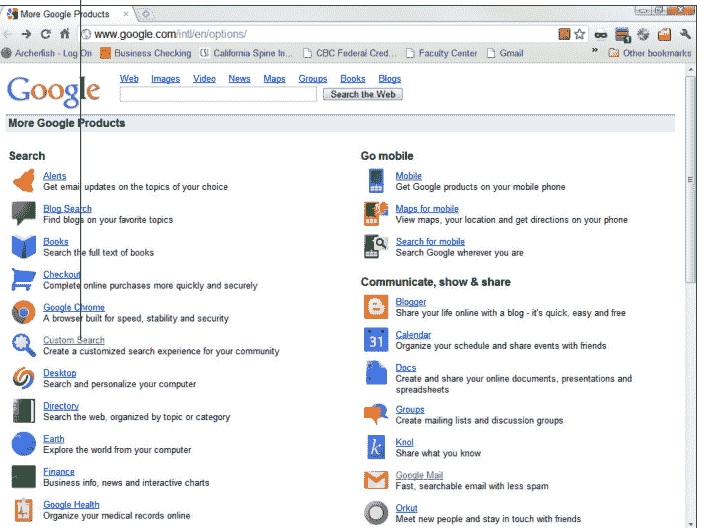 More Google Products
www.google.com/intl/en/options/
Archerfish - Log On
Business Checking
California Spine In...
CBC Federal Cred...
Faculty Center
Gmail
»
Other bookmarks
Google
Web Images Video News Maps Groups Books Blogs
Search the Web
More Google Products
Search
Alerts
Get email updates on the topics of your choice
Blog Search
Find blogs on your favorite topics
Books
Search the full text of books
Checkout
Complete online purchases more quickly and securely
Google Chrome
A browser built for speed, stability and security
Custom Search
Create a customized search experience for your community
Desktop
Search and personalize your computer
Directory
Search the web, organized by topic or category
Earth
Explore the world from your computer
Finance
Business info, news and interactive charts
Google Health
Organize your medical records online
Go mobile
Mobile
Get Google products on your mobile phone
Maps for mobile
View maps, your location and get directions on your phone
Search for mobile
Search Google wherever you are
Communicate, show & share
Blogger
Share your life online with a blog - it's quick, easy and free
31
Calendar
Organize your schedule and share events with friends
Docs
Create and share your online documents, presentations and
spreadsheets
Groups
Create mailing lists and discussion groups
k
Knol
Share what you know
Google Mail
Fast, searchable email with less spam
Orkut
Meet new people and stay in touch with friends